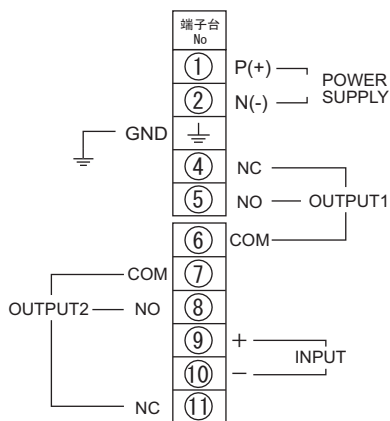 端子台
No
① P(+)
POWER
SUPPLY
② N(-)
GND
④ NC
⑤ NO OUTPUT1
⑥ COM
COM ⑦
OUTPUT2 NO ⑧
⑨ +
INPUT
⑩ −
NC ⑪